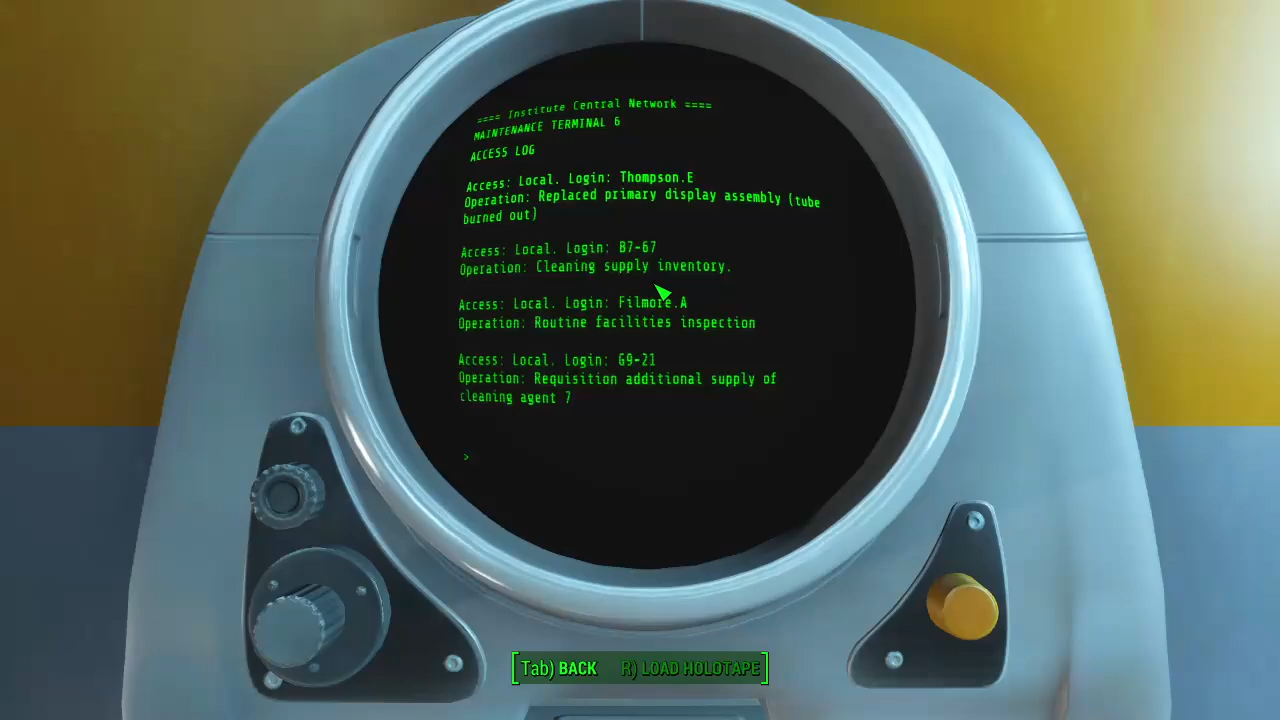 ==== Institute Central Network ====
MAINTENANCE TERMINAL 6
ACCESS LOG
Access: Local. Login: Thompson.E
Operation: Replaced primary display assembly (tube
burned out)
Access: Local. Login: B7-67
Operation: Cleaning supply inventory.
Access: Local. Login: Filmore.A
Operation: Routine facilities inspection
Access: Local. Login: G9-21
Operation: Requisition additional supply of
cleaning agent 7
>
[Tab) BACK R) LOAD HOLOTAPE]